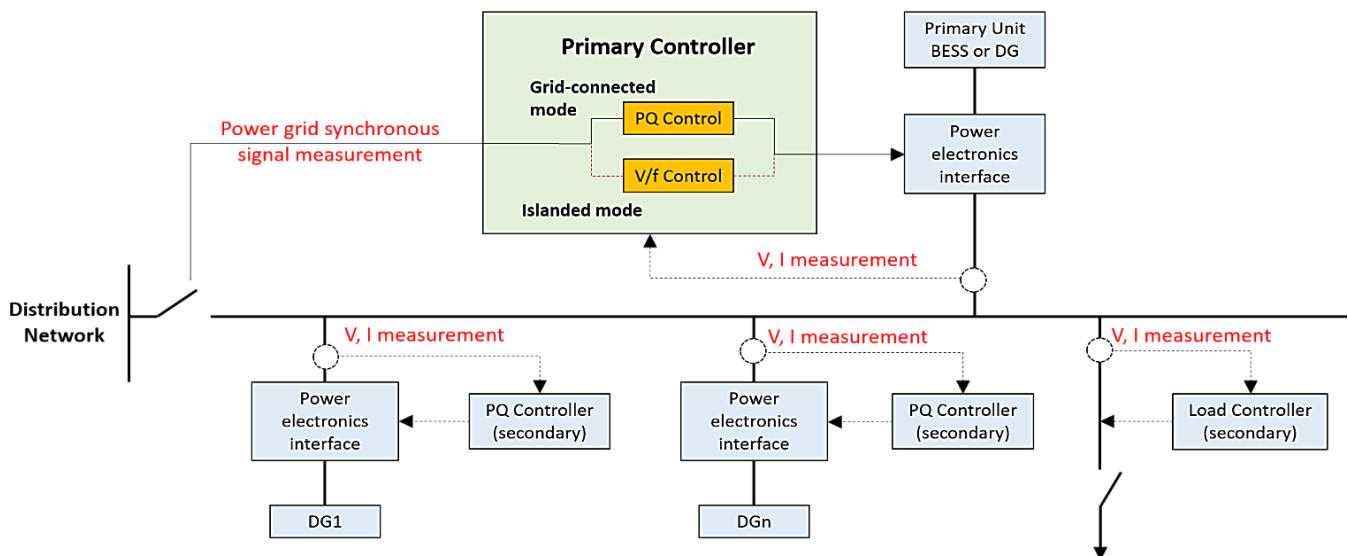 Primary Controller
Grid-connected
mode
PQ Control
V/f Control
Islanded mode
Primary Unit
BESS or DG
Power
electronics
interface
Power grid synchronous
signal measurement
V, I measurement
Distribution
Network
V, I measurement
Power
electronics
interface
PQ Controller
(secondary)
DG1
V, I measurement
Power
electronics
interface
PQ Controller
(secondary)
DGn
V, I measurement
Load Controller
(secondary)